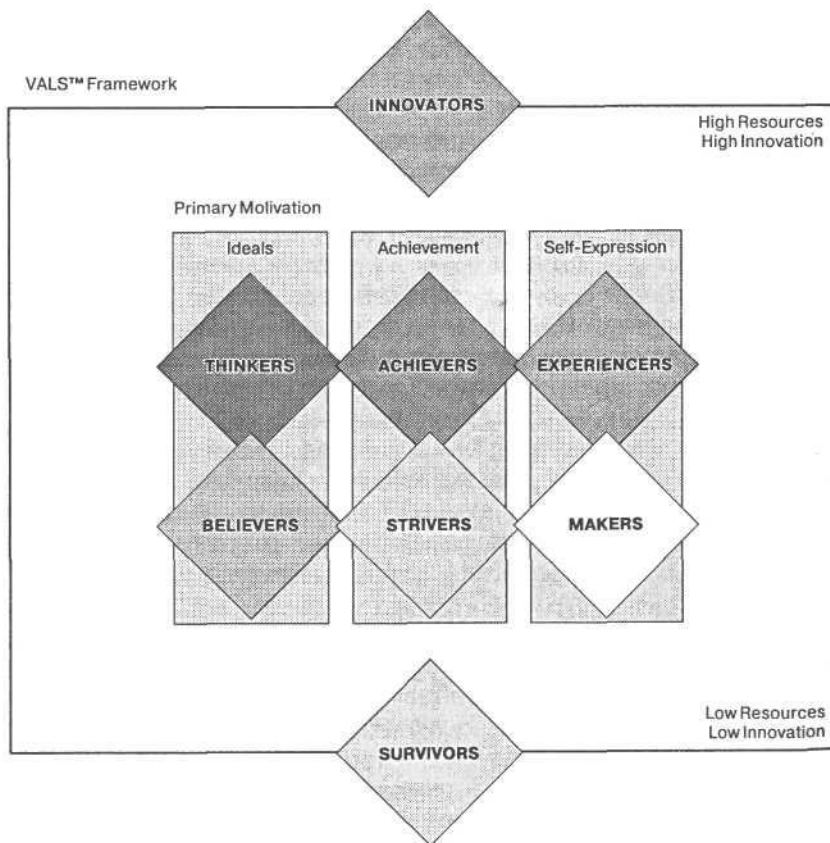 VALS™ Framework
INNOVATORS
High Resources
High Innovation
Primary Molivation
Ideals
Achievement
Self-Expression
THINKERS
ACHIEVERS
EXPERIENCERS
BELIEVERS
STRIVERS
MAKERS
Low Resources
Low Innovation
SURVIVORS